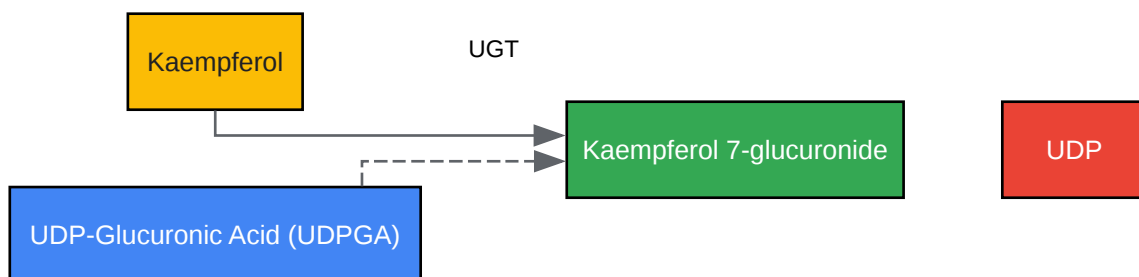 Kaempferol
UGT
Kaempferol 7-glucuronide
UDP
UDP-Glucuronic Acid (UDPGA)